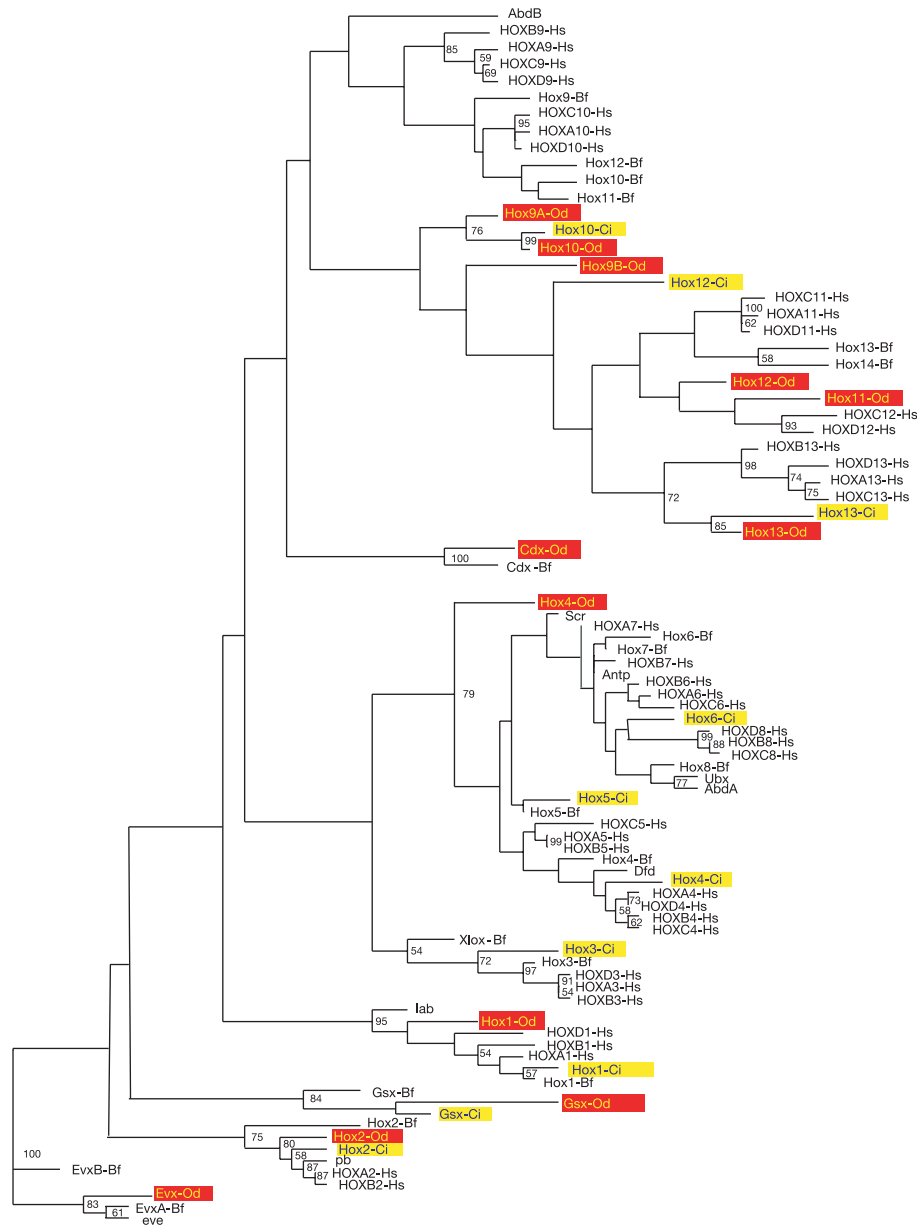 AbdB
HOXB9-Hs
85
HOXA9-Hs
59
HOXC9-Hs
69
HOXD9-Hs
Hox9-Bf
HOXC10-Hs
95
HOXA10-Hs
HOXD10-Hs
Hox12-Bf
Hox10-Bf
Hox11-Bf
Hox9A-Od
76
Hox10-Ci
99
Hox10-Od
Hox9B-Od
Hox12-Ci
HOXC11-Hs
100
HOXA11-Hs
62
HOXD11-Hs
Hox13-Bf
58
Hox14-Bf
Hox12-Od
Hox11-Od
HOXC12-Hs
93
HOXD12-Hs
HOXB13-Hs
98
HOXD13-Hs
74
HOXA13-Hs
75
HOXC13-Hs
72
Hox13-Ci
85
Hox13-Od
Cdx-Od
100
Cdx-Bf
Hox4-Od
Scr
HOXA7-Hs
Hox6-Bf
Hox7-Bf
HOXB7-Hs
Antp
79
HOXB6-Hs
HOXA6-Hs
HOXC6-Hs
Hox6-Ci
HOXD8-Hs
99
HOXB8-Hs
88
HOXC8-Hs
Hox8-Bf
Ubx
77
AbdA
Hox5-Ci
Hox5-Bf
HOXC5-Hs
HOXA5-Hs
99
HOXB5-Hs
Hox4-Bf
Dfd
Hox4-Ci
HOXA4-Hs
73
HOXD4-Hs
58
HOXB4-Hs
62
HOXC4-Hs
Xlox-Bf
54
Hox3-Ci
72
Hox3-Bf
97
HOXD3-Hs
91
HOXA3-Hs
54
HOXB3-Hs
lab
95
Hox1-Od
HOXD1-Hs
HOXB1-Hs
54
HOXA1-Hs
Hox1-Ci
57
Hox1-Bf
Gsx-Bf
84
Gsx-Od
Gsx-Ci
Hox2-Bf
75
Hox2-Od
80
Hox2-Ci
58
pb
87
HOXA2-Hs
87
HOXB2-Hs
100
EvxB-Bf
Evx-Od
83
EvxA-Bf
61
eve